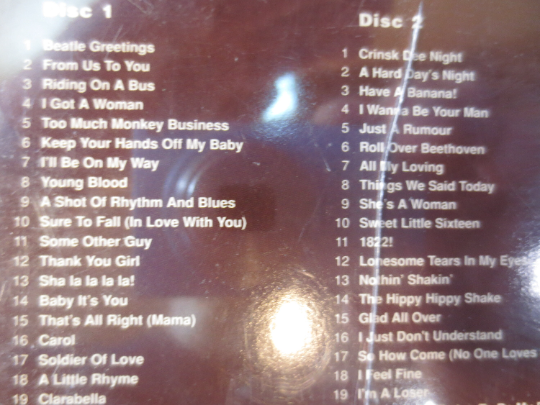 Disc 1
1 Beatle Greetings
2 From Us To You
3 Riding On A Bus
4 I Got A Woman
5 Too Much Monkey Business
6 Keep Your Hands Off My Baby
7 I'll Be On My Way
8 Young Blood
9 A Shot Of Rhythm And Blues
10 Sure To Fall (In Love With You)
11 Some Other Guy
12 Thank You Girl
13 Sha la la la la!
14 Baby It's You
15 That's All Right (Mama)
16 Carol
17 Soldier Of Love
18 A Little Rhyme
19 Clarabella
Disc 2
1 Crinsk Dee Night
2 A Hard Day's Night
3 Have A Banana!
4 I Wanna Be Your Man
5 Just A Rumour
6 Roll Over Beethoven
7 All My Loving
8 Things We Said Today
9 She's A Woman
10 Sweet Little Sixteen
11 1822!
12 Lonesome Tears In My Eyes
13 Nothin' Shakin'
14 The Hippy Hippy Shake
15 Glad All Over
16 I Just Don't Understand
17 So How Come (No One Loves
18 I Feel Fine
19 I'm A Loser